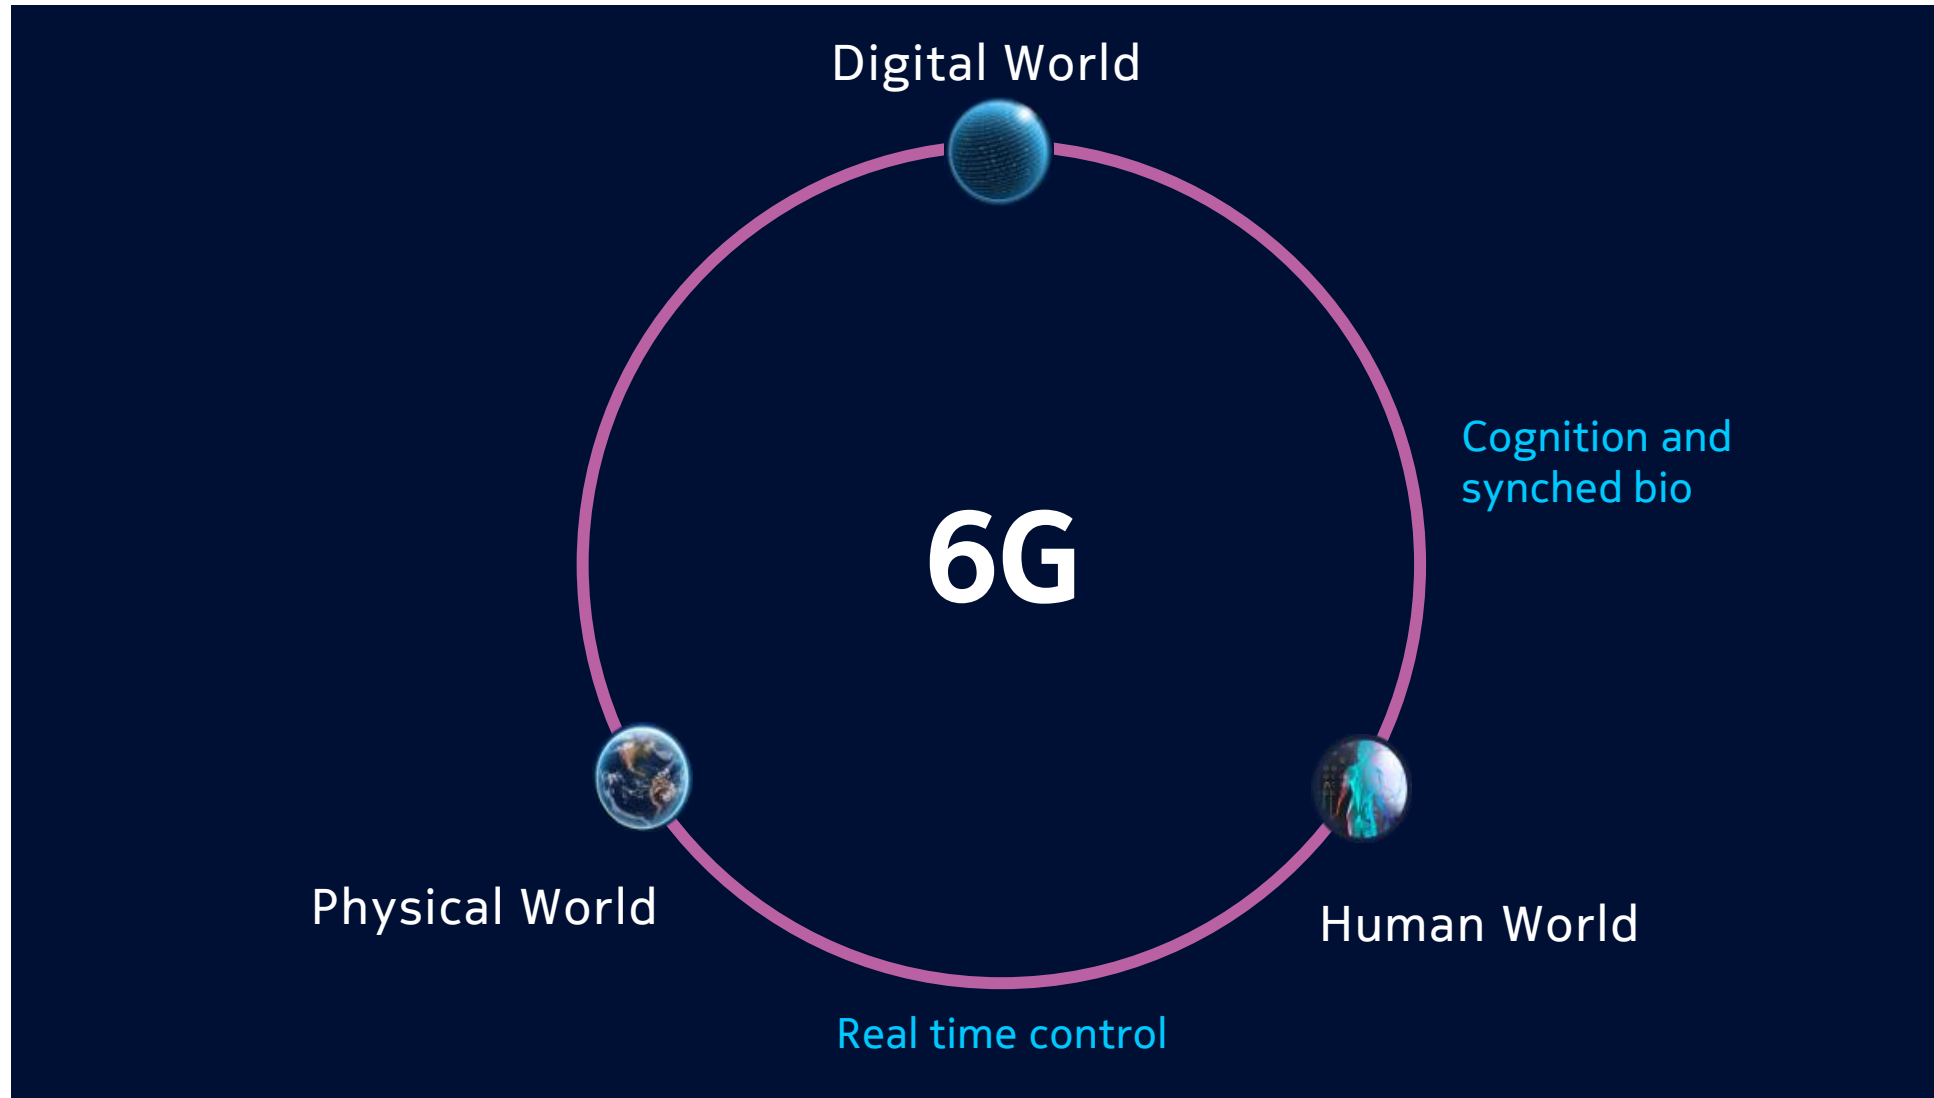 Digital World
Cognition and
synched bio
6G
Physical World
Human World
Real time control